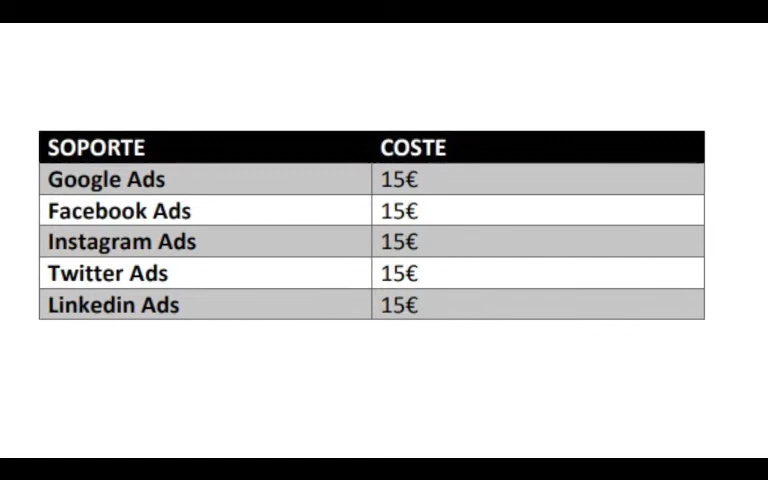 SOPORTE COSTE
Google Ads 15€
Facebook Ads 15€
Instagram Ads 15€
Twitter Ads 15€
Linkedin Ads 15€